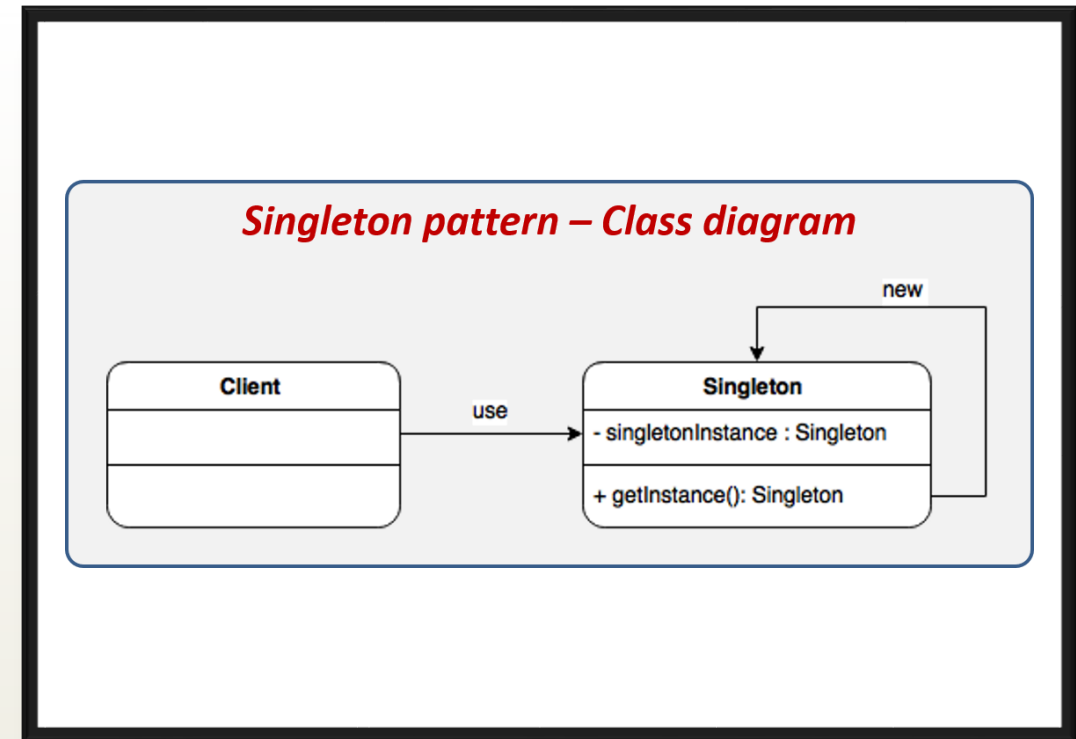 Singleton pattern – Class diagram
new
Client
use
Singleton
- singletonInstance : Singleton
+ getInstance(): Singleton